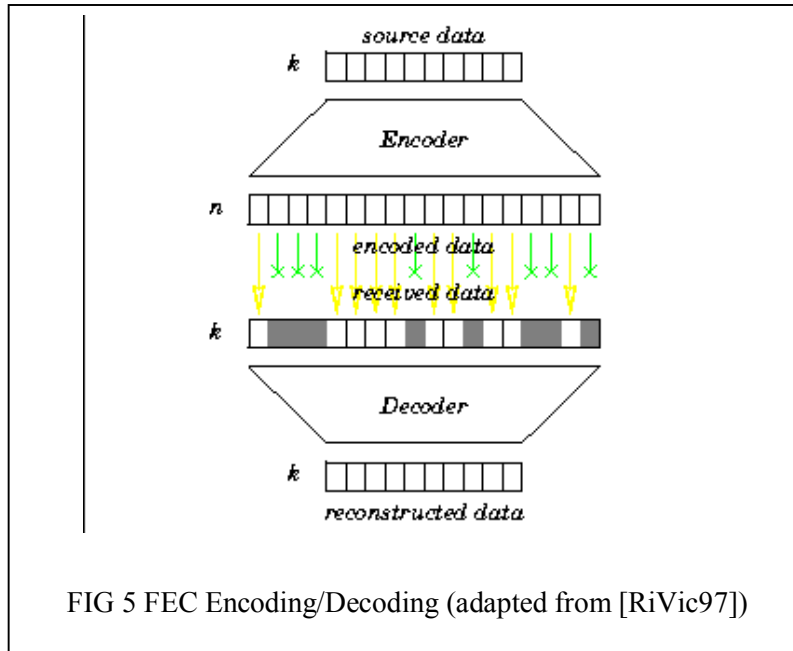 source data
k
Encoder
n
encoded data
received data
k
Decoder
k
reconstructed data
FIG 5 FEC Encoding/Decoding (adapted from [RiVic97])